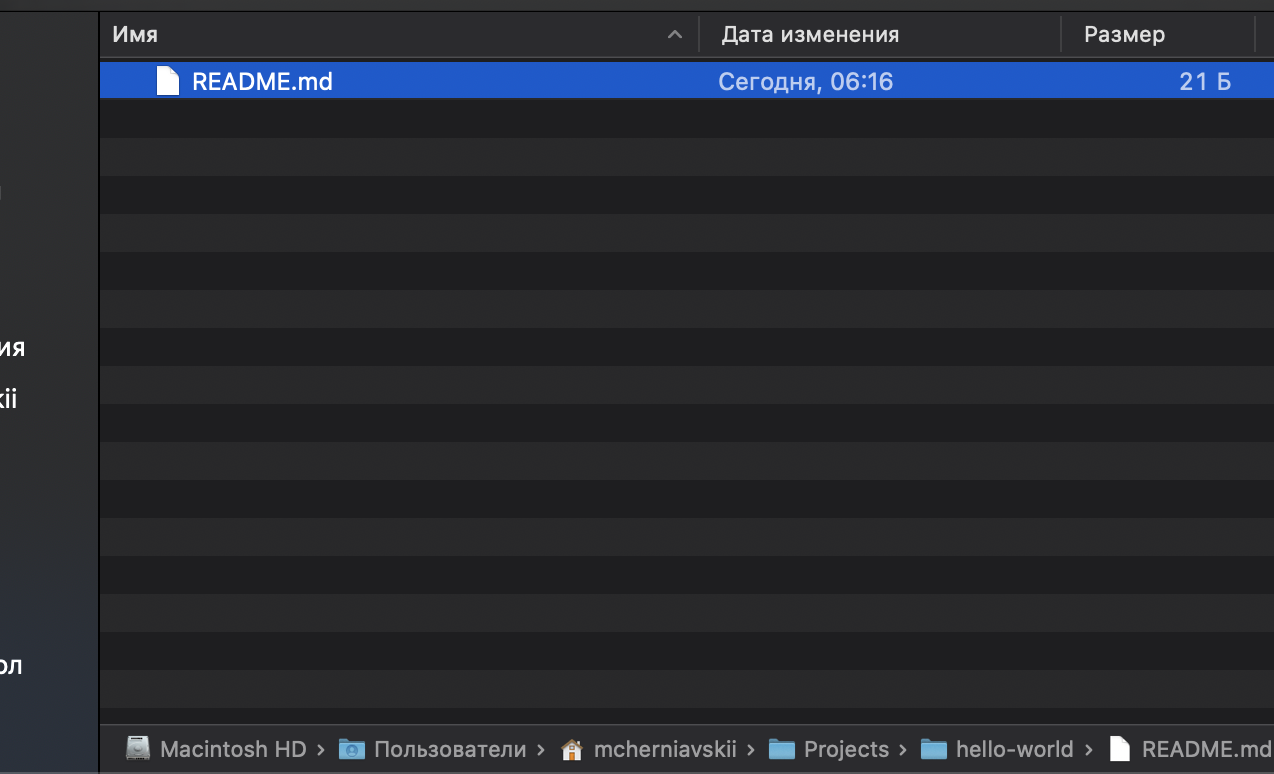 Имя Дата изменения Размер
README.md Сегодня, 06:16 21 Б
ия
kii
ол
Macintosh HD › Пользователи › mcherniavskii › Projects › hello-world › README.md